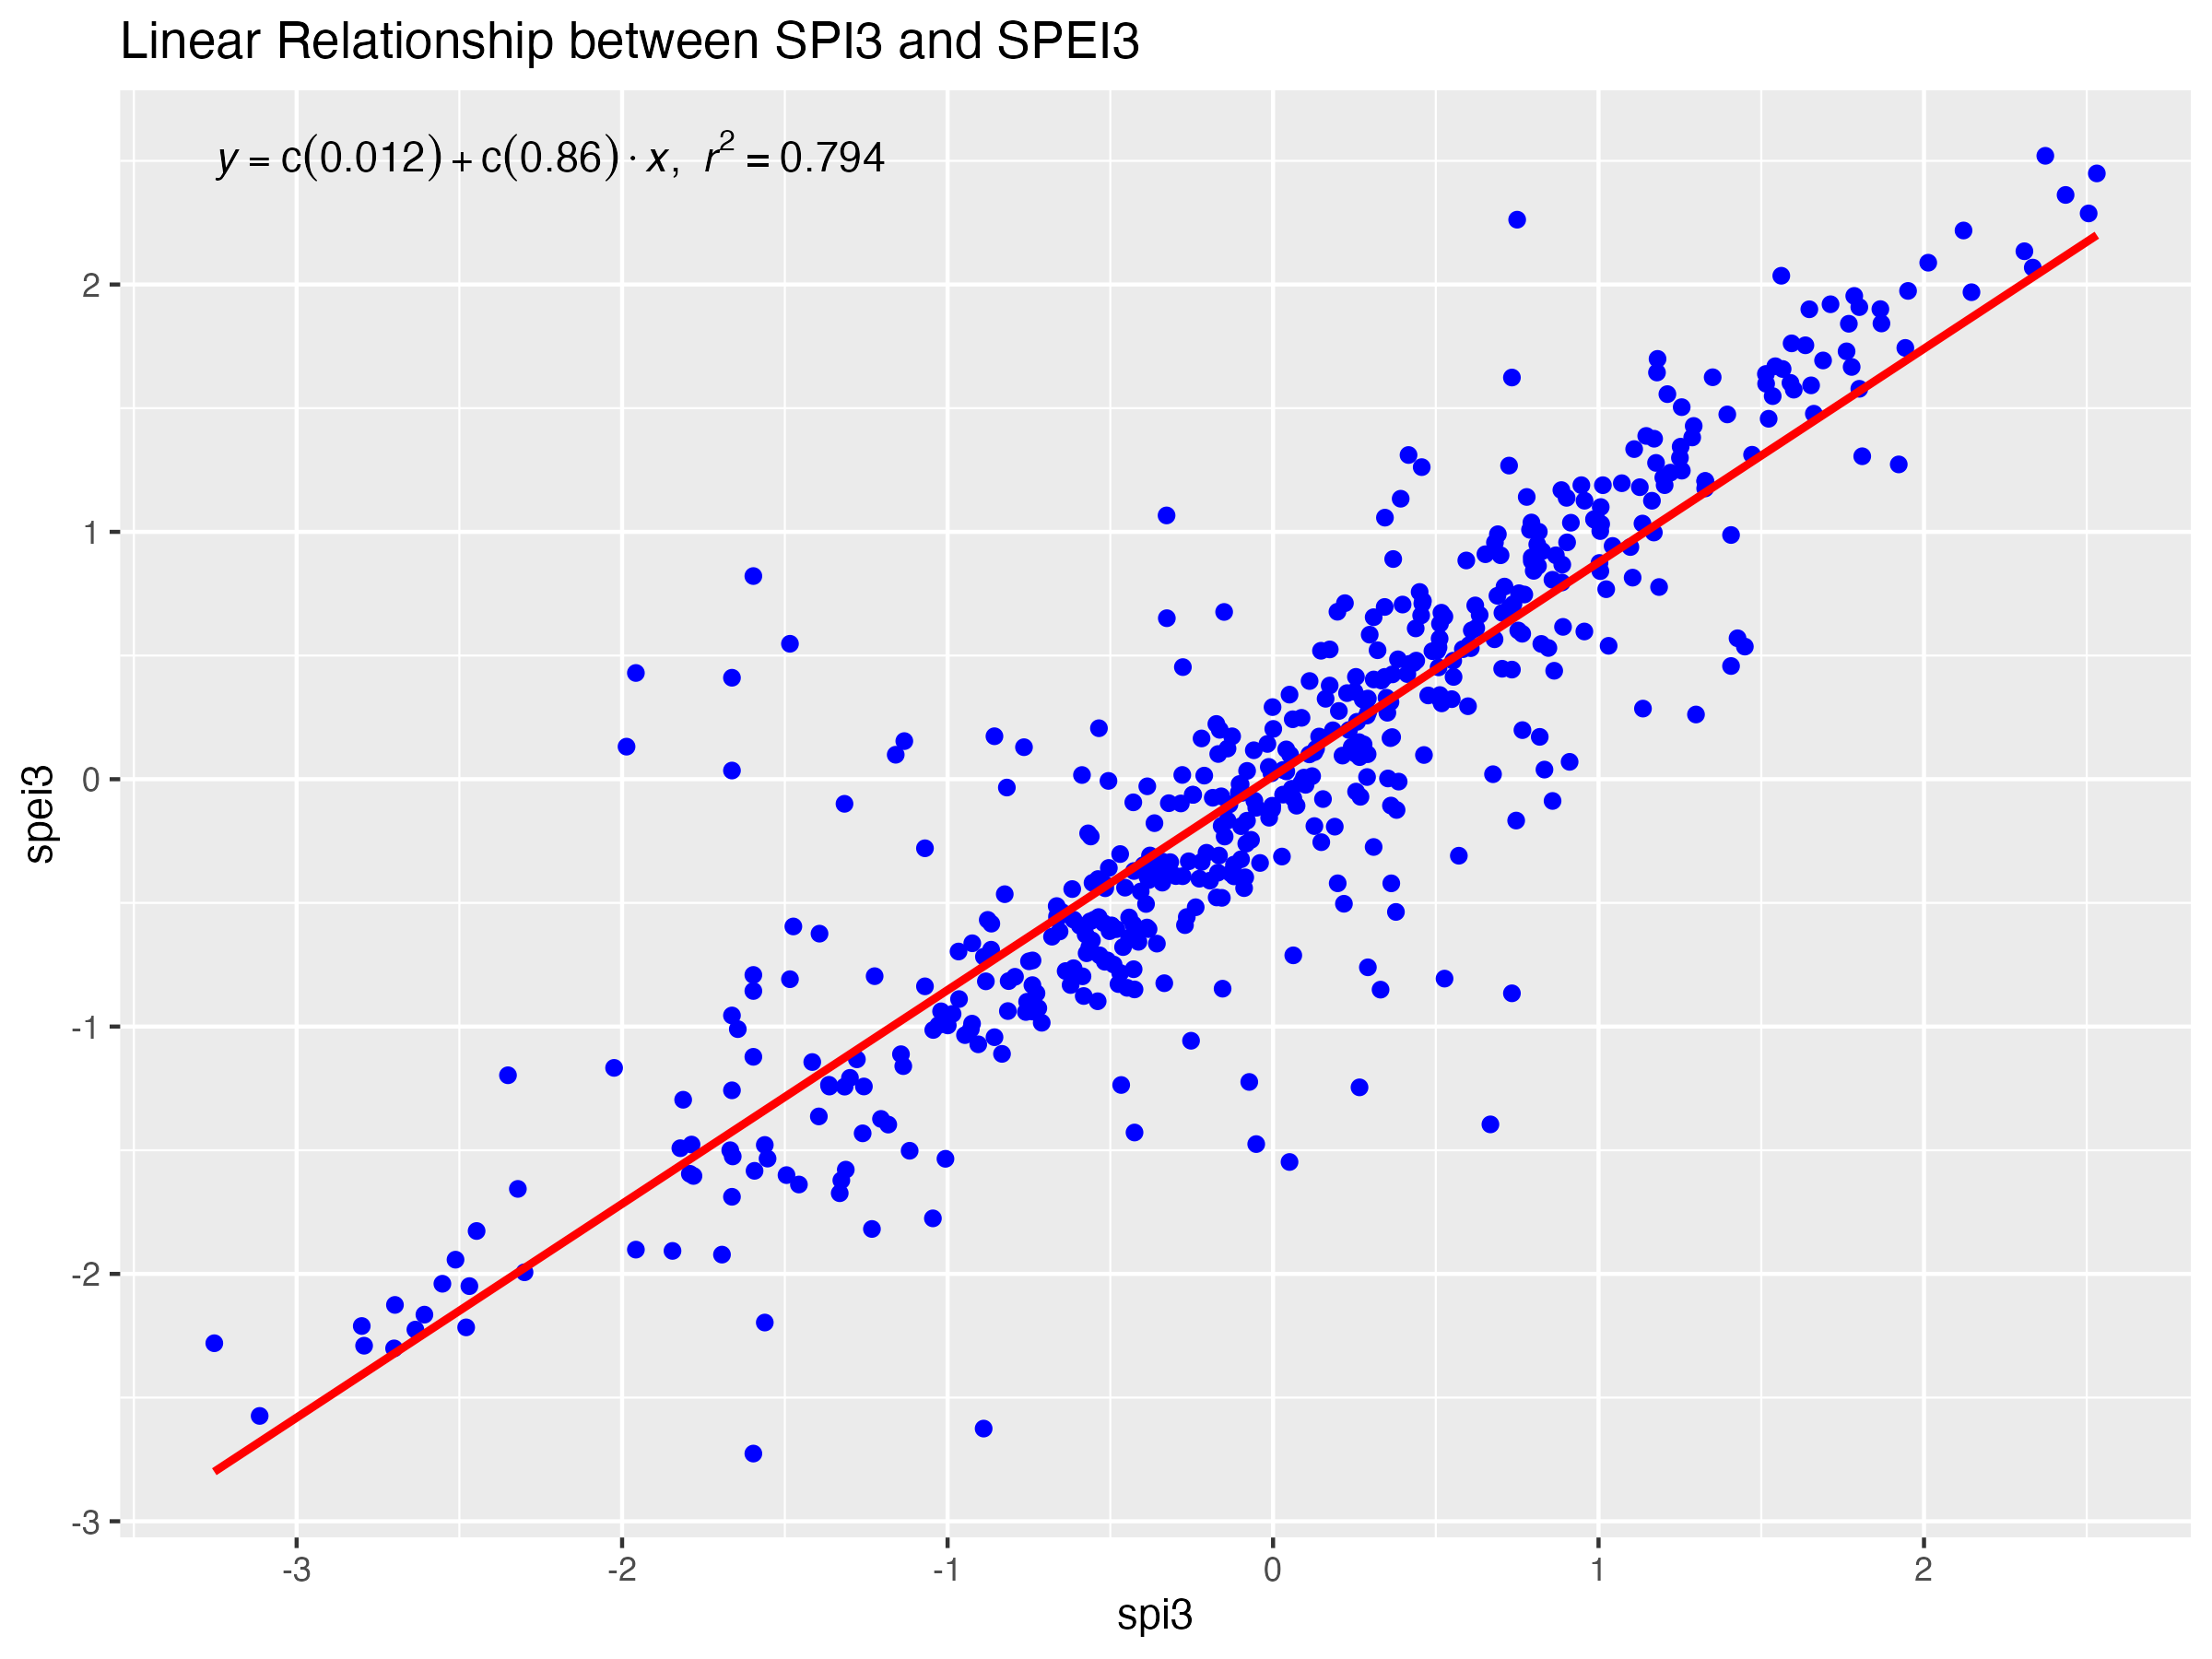 Linear Relationship between SPI3 and SPEI3
y = c(0.012) + c(0.86) · x, r² = 0.794
2
1
0
-1
-2
-3
spei3
-3 -2 -1 0 1 2
spi3